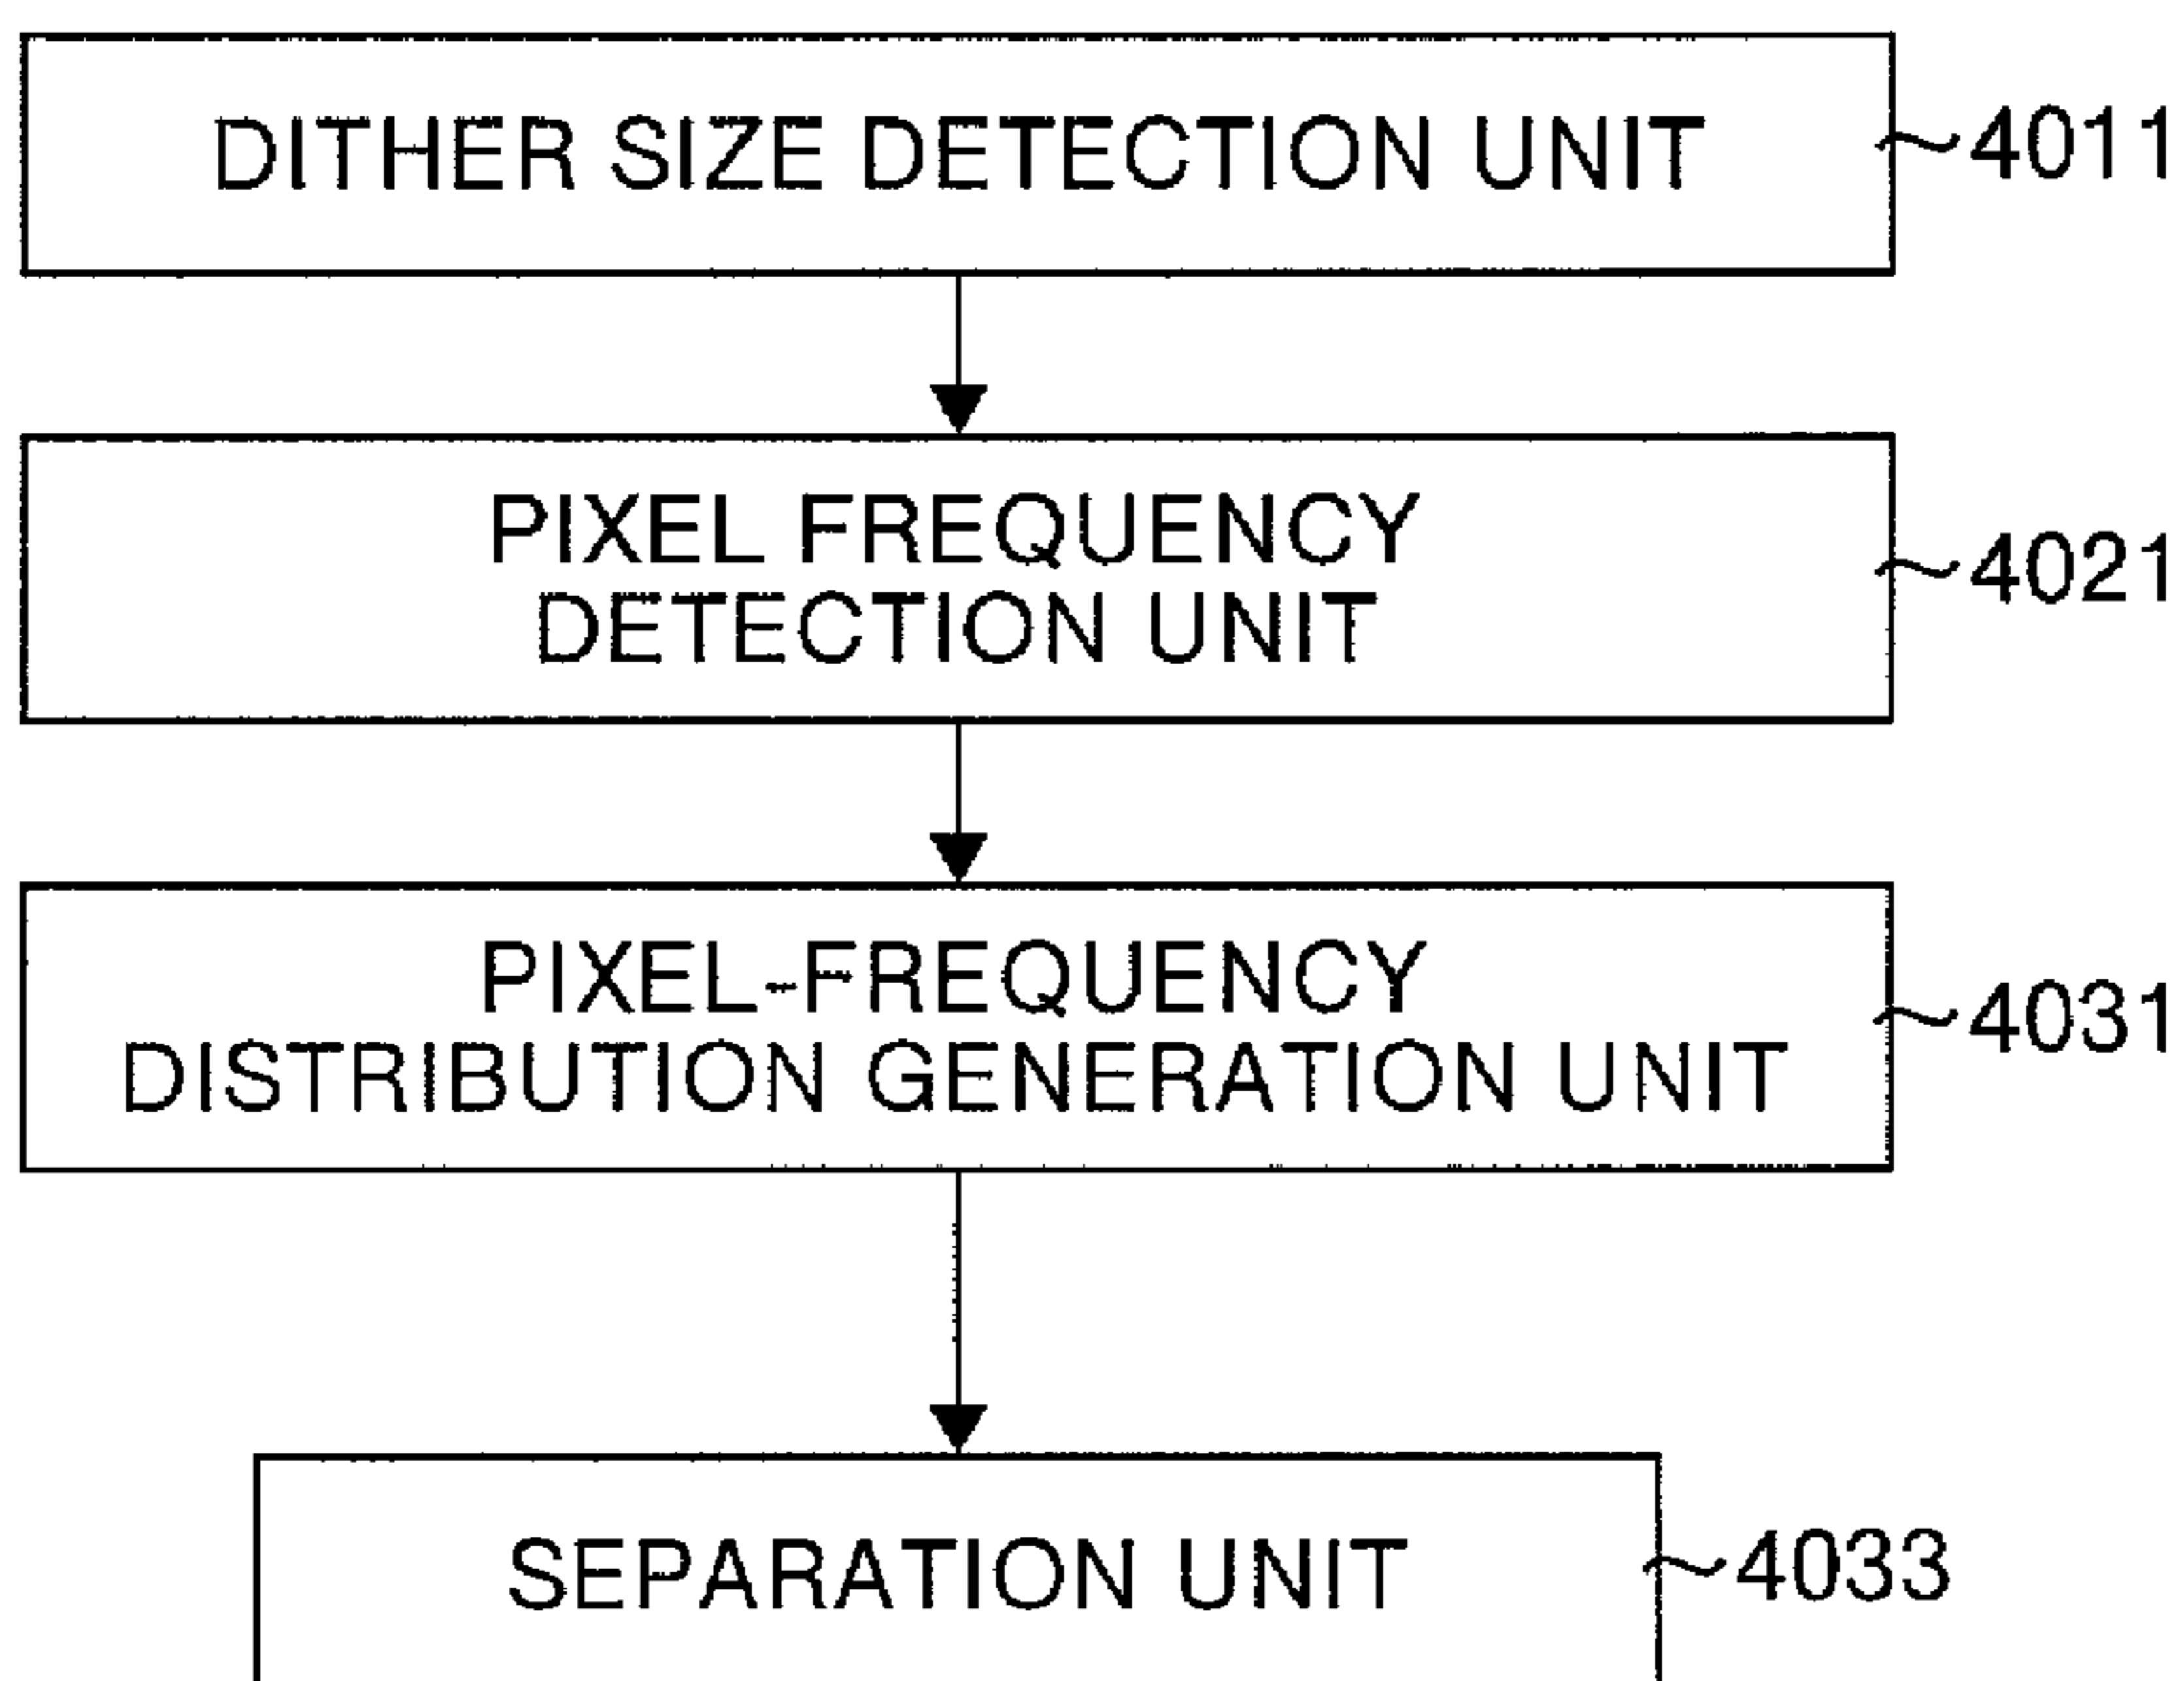 DITHER SIZE DETECTION UNIT
4011
PIXEL FREQUENCY
DETECTION UNIT
4021
PIXEL-FREQUENCY
DISTRIBUTION GENERATION UNIT
4031
SEPARATION UNIT
4033